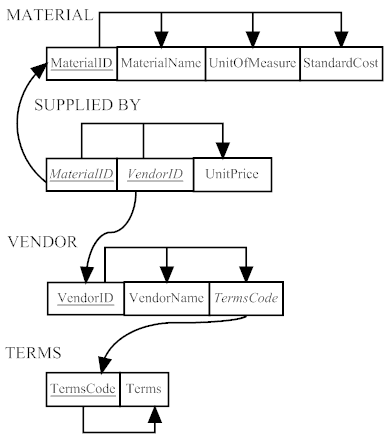 MATERIAL
MaterialID MaterialName UnitOfMeasure StandardCost
SUPPLIED BY
MaterialID VendorID UnitPrice
VENDOR
VendorID VendorName TermsCode
TERMS
TermsCode Terms